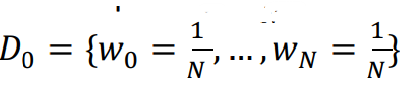 D₀ = {w₀ = 1/N, ..., w_N = 1/N}